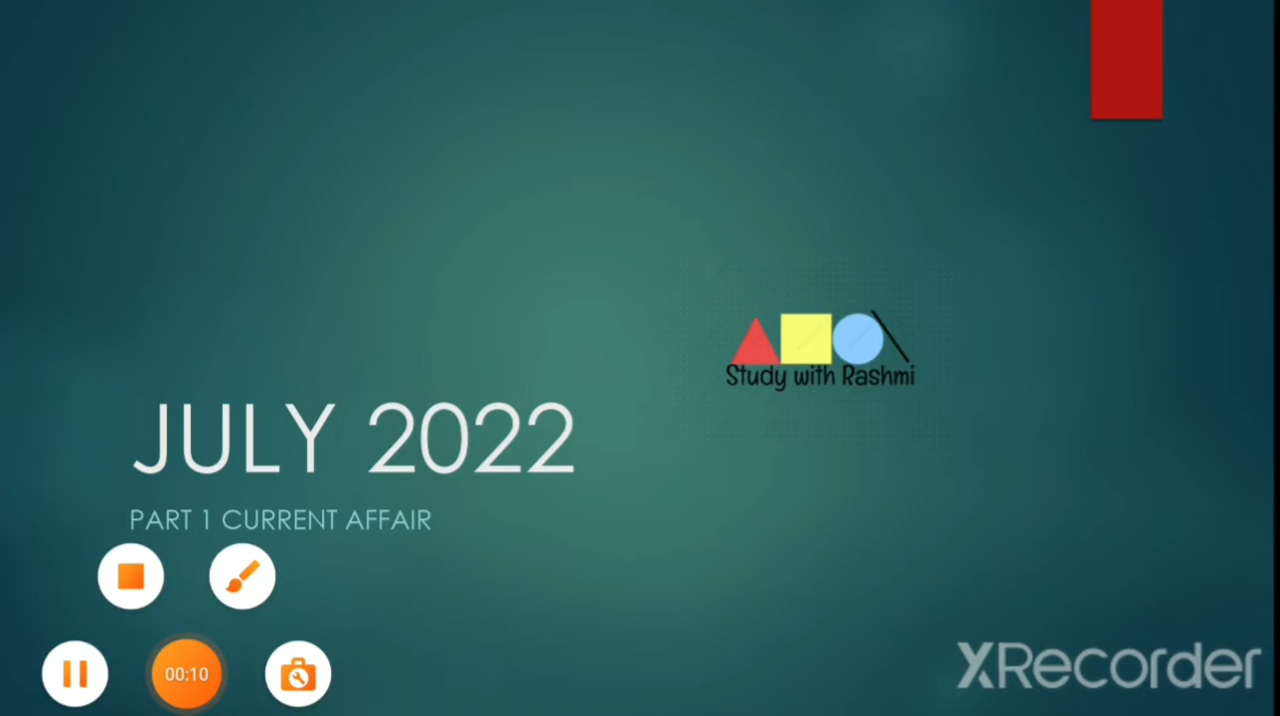 Study with Rashmi
JULY 2022
PART 1 CURRENT AFFAIR
00:10
XRecorder